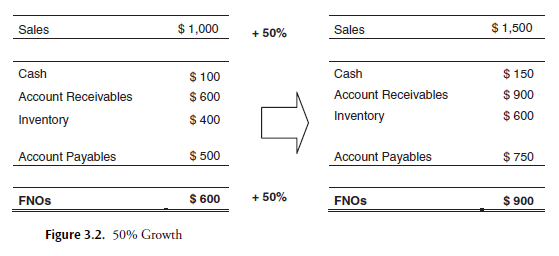 Sales $ 1,000 + 50% Sales $ 1,500
Cash $ 100 Cash $ 150
Account Receivables $ 600 Account Receivables $ 900
Inventory $ 400 Inventory $ 600
Account Payables $ 500 Account Payables $ 750
FNOs $ 600 + 50% FNOs $ 900
Figure 3.2. 50% Growth